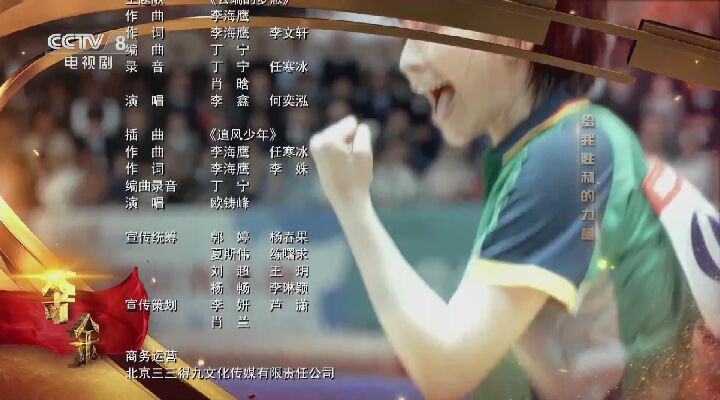 CCTV 8
电视剧
作 曲 李海鹰
作 词 李海鹰 李文轩
编 曲 丁 宁
录 音 丁 宁 任寒冰
肖 晗
演 唱 李 鑫 何奕泓
插 曲 《追风少年》
作 曲 李海鹰 任寒冰
作 词 李海鹰 李 姝
编曲录音 丁 宁
演 唱 欧铸峰
宣传统筹 郭 婷 杨春果
夏斯伟 练曙求
刘 超 王 玥
杨 畅 李琳颖
宣传策划 李 妍 芦 潇
肖 兰
商务运营
北京三三得九文化传媒有限责任公司
给我胜利的力量